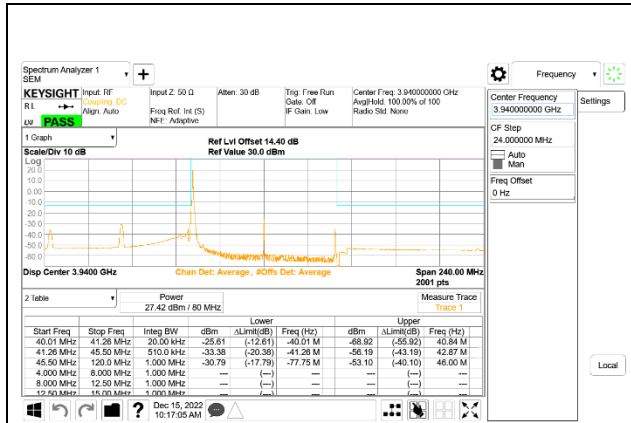 Spectrum Analyzer 1
SEM
Frequency
KEYSIGHT Input: RF Input Z: 50 Ω Atten: 30 dB Trig: Free Run Center Freq: 3.940000000 GHz
Coupling: DC Gate: Off Avg|Hold: 100.00% of 100
RL Align: Auto Freq Ref: Int (S) IF Gain: Low Radio Std: None
NFE: Adaptive
PASS
Center Frequency
3.940000000 GHz
Settings
CF Step
24.000000 MHz
Auto
Man
Freq Offset
0 Hz
1 Graph
Ref Lvl Offset 14.40 dB
Scale/Div 10 dB Ref Value 30.0 dBm
Log
20.0
10.0
0.00
-10.0
-20.0
-30.0
-40.0
-50.0
-60.0
Disp Center 3.9400 GHz Chan Det: Average, #Offs Det: Average Span 240.00 MHz
2001 pts
2 Table Power Measure Trace
27.42 dBm / 80 MHz Trace 1
Lower Upper
Start Freq Stop Freq Integ BW dBm ΔLimit(dB) Freq (Hz) dBm ΔLimit(dB) Freq (Hz)
40.01 MHz 41.26 MHz 20.00 kHz -25.61 (-12.61) -40.01 M -68.92 (-55.92) 40.84 M
41.26 MHz 45.50 MHz 510.0 kHz -33.38 (-20.38) -41.26 M -56.19 (-43.19) 42.87 M
45.50 MHz 120.0 MHz 1.000 MHz -30.79 (-17.79) -77.75 M -53.10 (-40.10) 46.00 M
4.000 MHz 8.000 MHz 1.000 MHz --- (---) --- (---)
8.000 MHz 12.50 MHz 1.000 MHz --- (---) --- (---)
12.50 MHz 15.00 MHz 1.000 MHz --- (---) --- (---)
Local
? Dec 15, 2022
10:17:05 AM